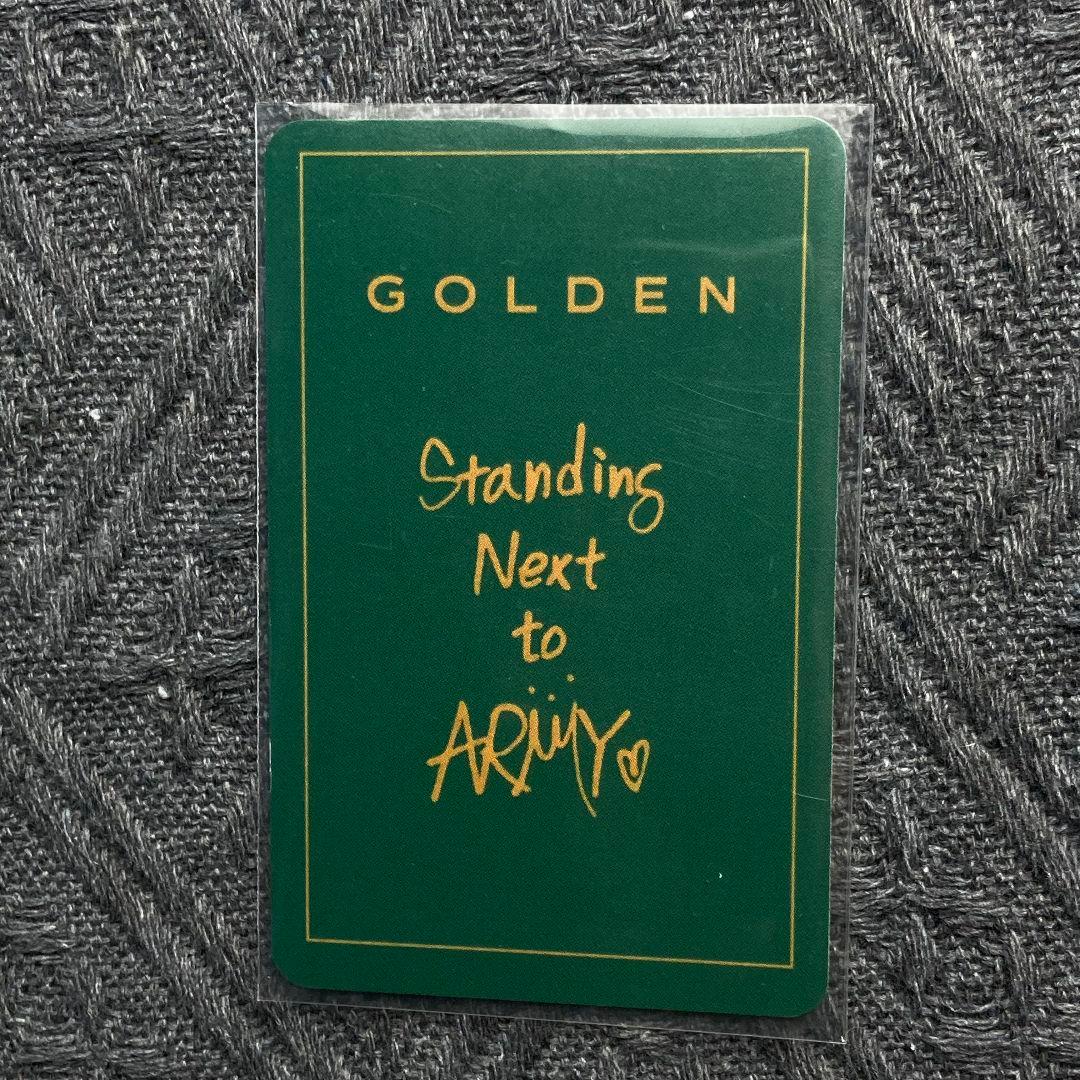 GOLDEN
Standing
Next
to
ARMY♡